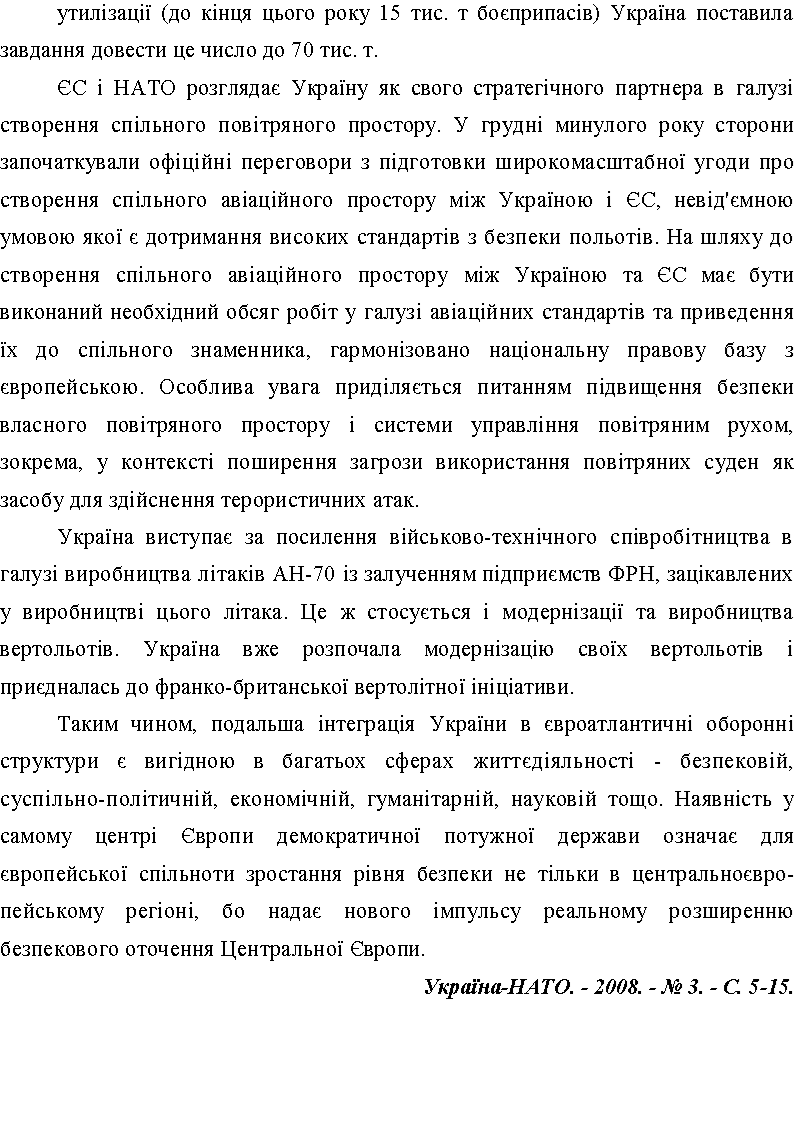 утилізації (до кінця цього року 15 тис. т боєприпасів) Україна поставила
завдання довести це число до 70 тис. т.
ЄС і НАТО розглядає Україну як свого стратегічного партнера в галузі
створення спільного повітряного простору. У грудні минулого року сторони
започаткували офіційні переговори з підготовки широкомасштабної угоди про
створення спільного авіаційного простору між Україною і ЄС, невід'ємною
умовою якої є дотримання високих стандартів з безпеки польотів. На шляху до
створення спільного авіаційного простору між Україною та ЄС має бути
виконаний необхідний обсяг робіт у галузі авіаційних стандартів та приведення
їх до спільного знаменника, гармонізовано національну правову базу з
європейською. Особлива увага приділяється питанням підвищення безпеки
власного повітряного простору і системи управління повітряним рухом,
зокрема, у контексті поширення загрози використання повітряних суден як
засобу для здійснення терористичних атак.
Україна виступає за посилення військово-технічного співробітництва в
галузі виробництва літаків АН-70 із залученням підприємств ФРН, зацікавлених
у виробництві цього літака. Це ж стосується і модернізації та виробництва
вертольотів. Україна вже розпочала модернізацію своїх вертольотів і
приєдналась до франко-британської вертолітної ініціативи.
Таким чином, подальша інтеграція України в євроатлантичні оборонні
структури є вигідною в багатьох сферах життєдіяльності - безпековій,
суспільно-політичній, економічній, гуманітарній, науковій тощо. Наявність у
самому центрі Європи демократичної потужної держави означає для
європейської спільноти зростання рівня безпеки не тільки в центральноєвро-
пейському регіоні, бо надає нового імпульсу реальному розширенню
безпекового оточення Центральної Європи.
Україна-НАТО. - 2008. - № 3. - С. 5-15.